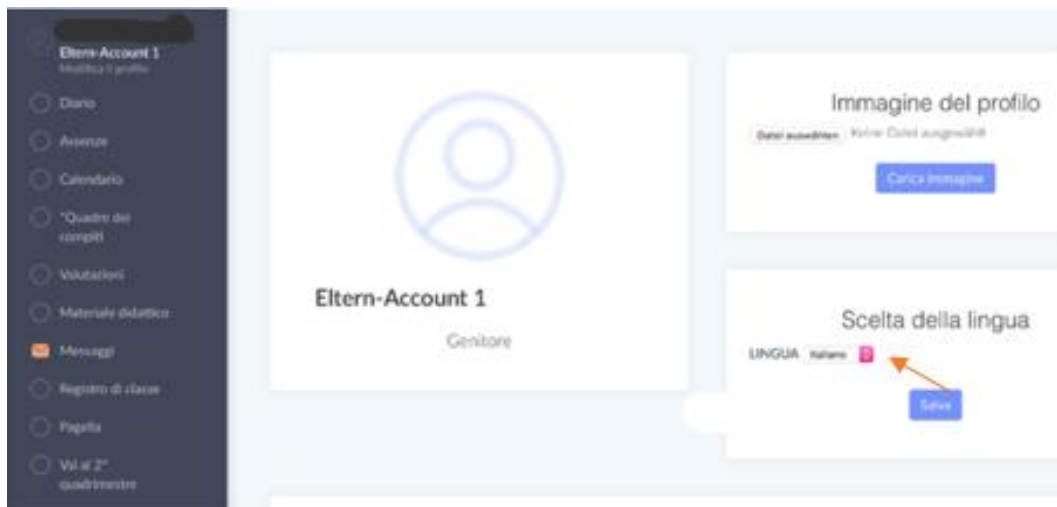 Eltern-Account 1
Modifica il profilo
Diario
Assenze
Calendario
*Quadro dei
compiti
Valutazioni
Materiale didattico
Messaggi
Registro di classe
Pagella
Vai al 2°
quadrimestre
Eltern-Account 1
Genitore
Immagine del profilo
Datei auswählen Keine Datei ausgewählt
Carica immagine
Scelta della lingua
LINGUA Italiano
Salva